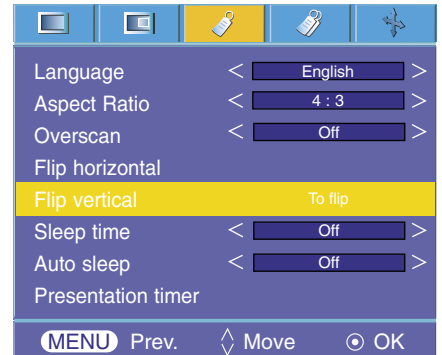 Language < English >
Aspect Ratio < 4 : 3 >
Overscan < Off >
Flip horizontal
Flip vertical To flip
Sleep time < Off >
Auto sleep < Off >
Presentation timer
MENU Prev. Move OK